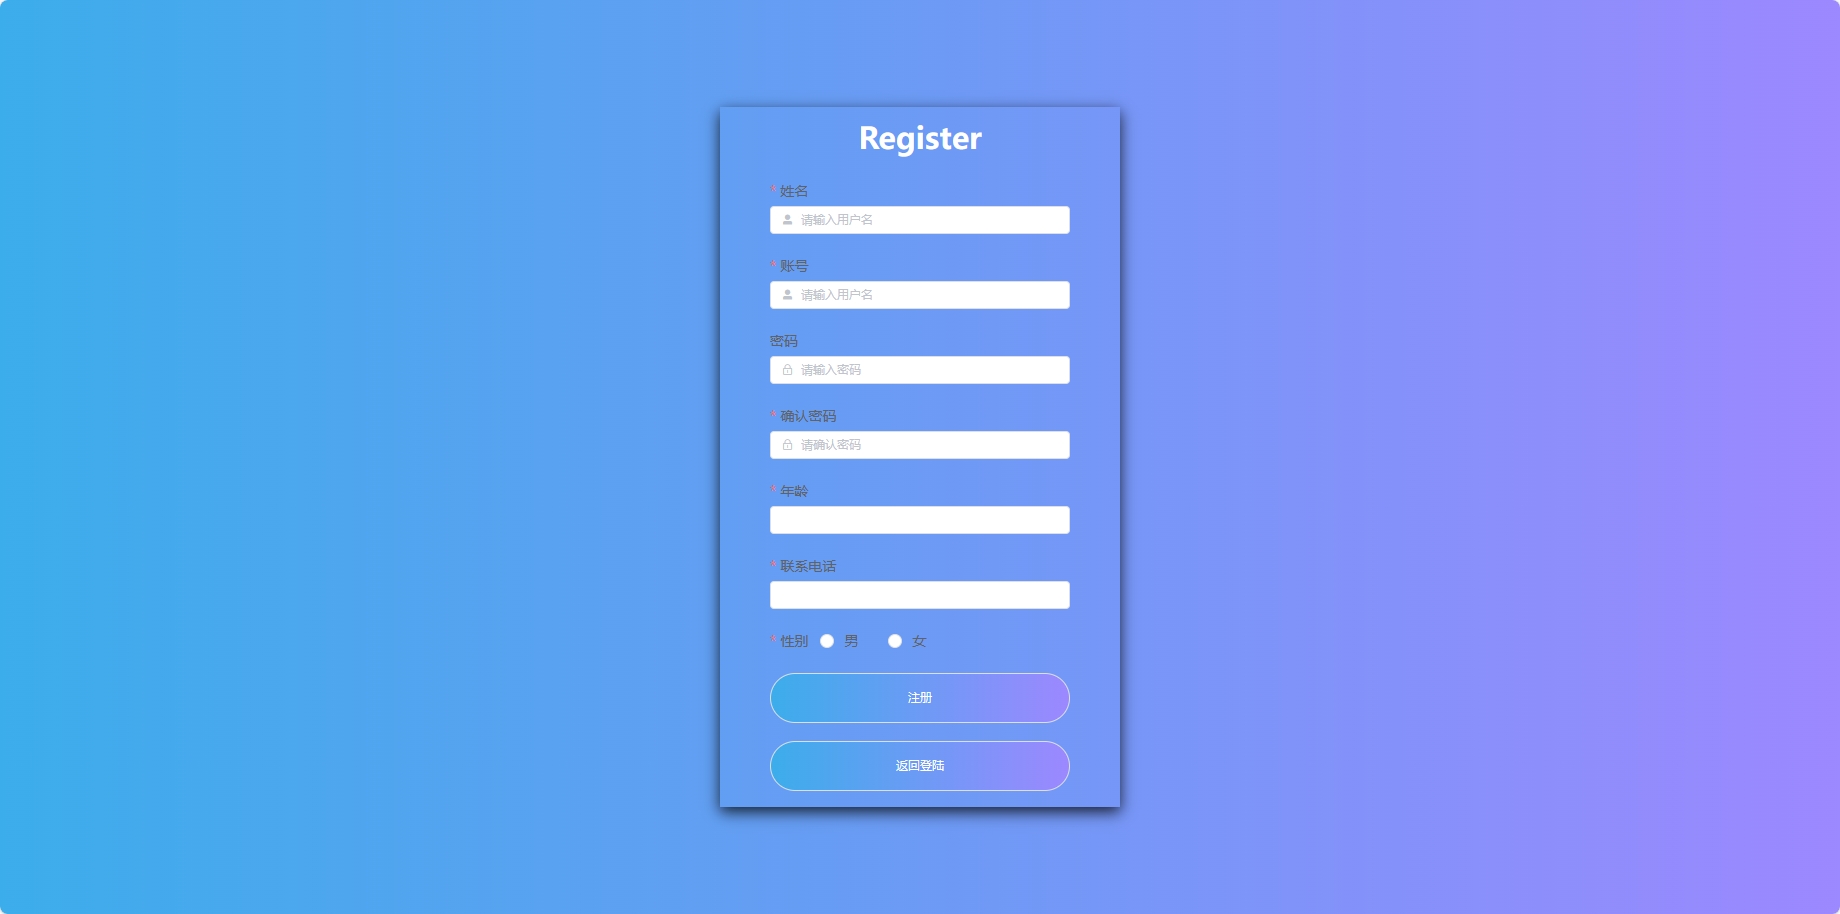 Register
* 姓名
请输入用户名
* 账号
请输入用户名
密码
请输入密码
* 确认密码
请确认密码
* 年龄
* 联系电话
* 性别 男 女
注册
返回登陆